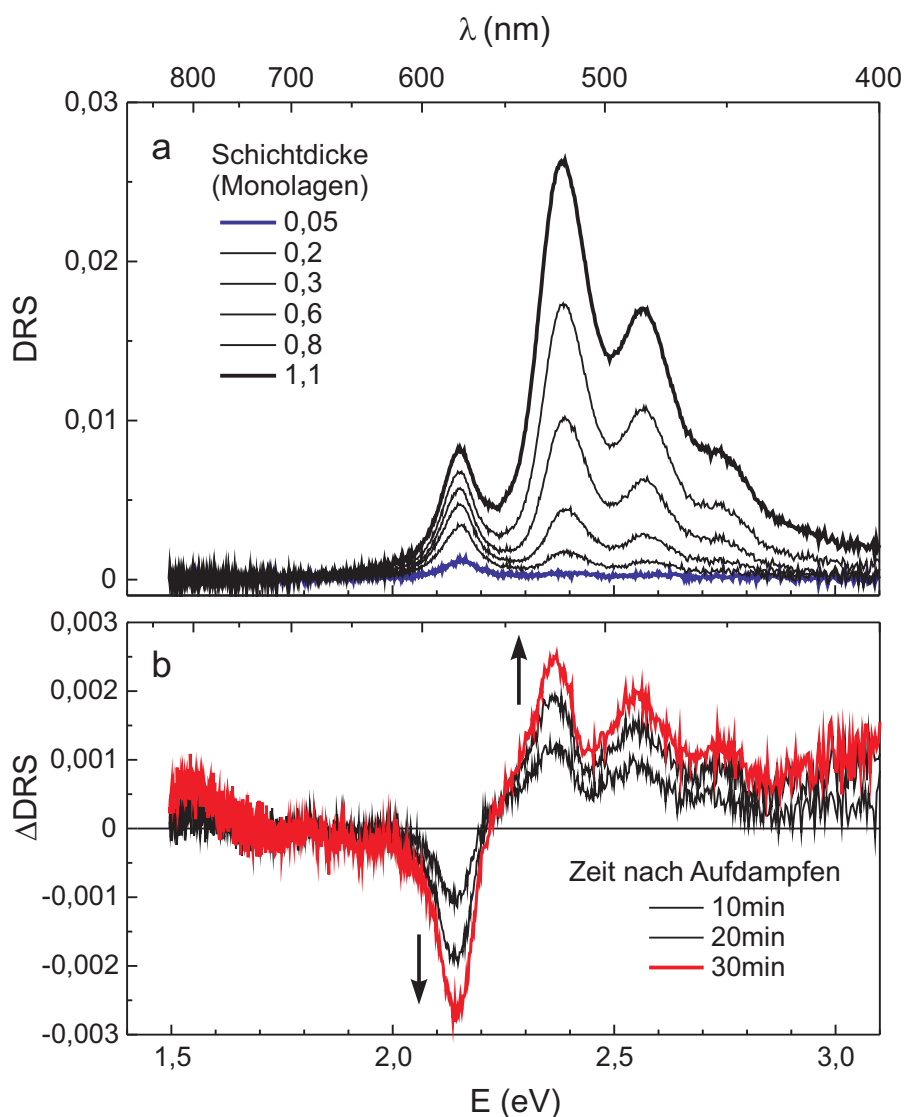 λ (nm)
800 700 600 500 400
a
DRS
0,03
0,02
0,01
0
Schichtdicke
(Monolagen)
0,05
0,2
0,3
0,6
0,8
1,1
b
ΔDRS
0,003
0,002
0,001
0
-0,001
-0,002
-0,003
Zeit nach Aufdampfen
10min
20min
30min
1,5 2,0 2,5 3,0
E (eV)